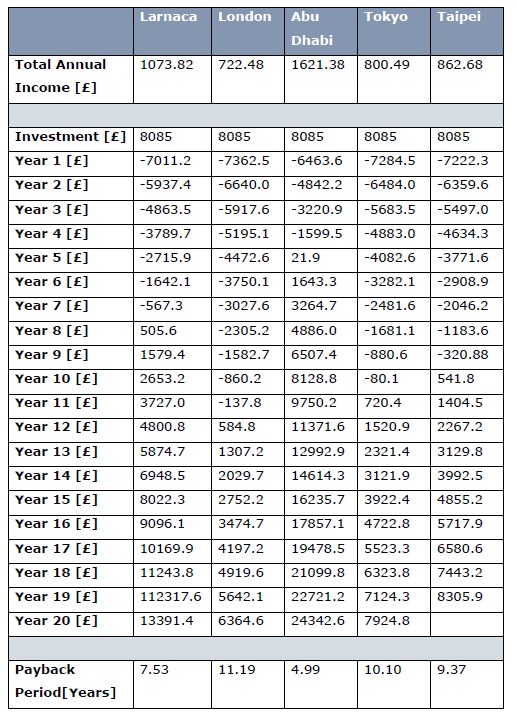 Larnaca London Abu Dhabi Tokyo Taipei
Total Annual Income [£] 1073.82 722.48 1621.38 800.49 862.68
Investment [£] 8085 8085 8085 8085 8085
Year 1 [£] -7011.2 -7362.5 -6463.6 -7284.5 -7222.3
Year 2 [£] -5937.4 -6640.0 -4842.2 -6484.0 -6359.6
Year 3 [£] -4863.5 -5917.6 -3220.9 -5683.5 -5497.0
Year 4 [£] -3789.7 -5195.1 -1599.5 -4883.0 -4634.3
Year 5 [£] -2715.9 -4472.6 21.9 -4082.6 -3771.6
Year 6 [£] -1642.1 -3750.1 1643.3 -3282.1 -2908.9
Year 7 [£] -567.3 -3027.6 3264.7 -2481.6 -2046.2
Year 8 [£] 505.6 -2305.2 4886.0 -1681.1 -1183.6
Year 9 [£] 1579.4 -1582.7 6507.4 -880.6 -320.88
Year 10 [£] 2653.2 -860.2 8128.8 -80.1 541.8
Year 11 [£] 3727.0 -137.8 9750.2 720.4 1404.5
Year 12 [£] 4800.8 584.8 11371.6 1520.9 2267.2
Year 13 [£] 5874.7 1307.2 12992.9 2321.4 3129.8
Year 14 [£] 6948.5 2029.7 14614.3 3121.9 3992.5
Year 15 [£] 8022.3 2752.2 16235.7 3922.4 4855.2
Year 16 [£] 9096.1 3474.7 17857.1 4722.8 5717.9
Year 17 [£] 10169.9 4197.2 19478.5 5523.3 6580.6
Year 18 [£] 11243.8 4919.6 21099.8 6323.8 7443.2
Year 19 [£] 112317.6 5642.1 22721.2 7124.3 8305.9
Year 20 [£] 13391.4 6364.6 24342.6 7924.8
Payback Period[Years] 7.53 11.19 4.99 10.10 9.37